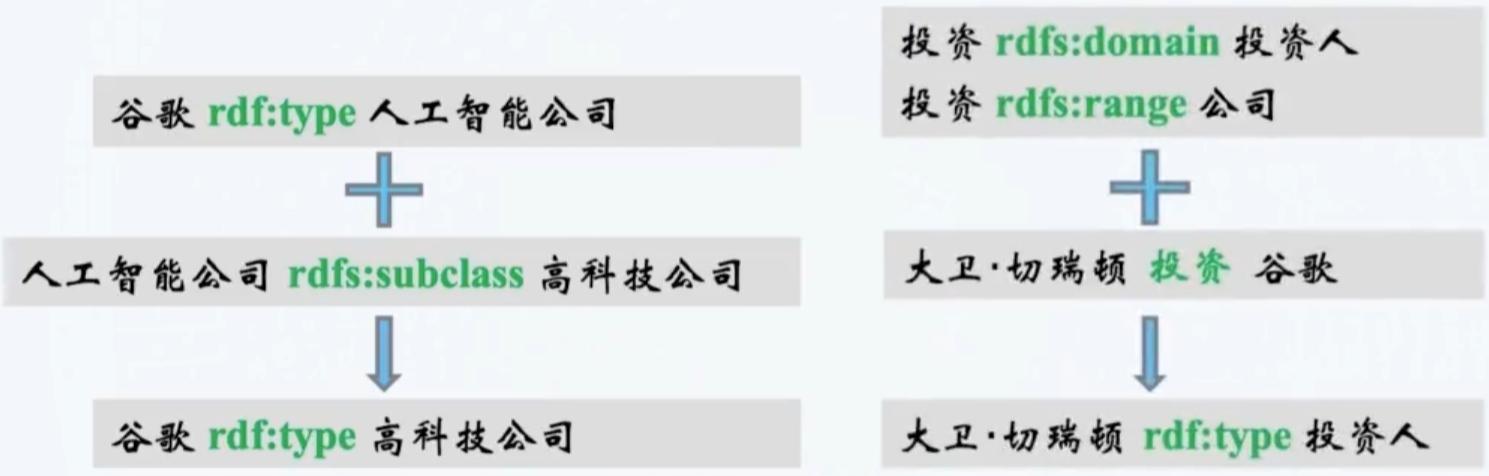 谷歌 rdf:type 人工智能公司
人工智能公司 rdfs:subclass 高科技公司
谷歌 rdf:type 高科技公司
投资 rdfs:domain 投资人
投资 rdfs:range 公司
大卫·切瑞顿 投资 谷歌
大卫·切瑞顿 rdf:type 投资人